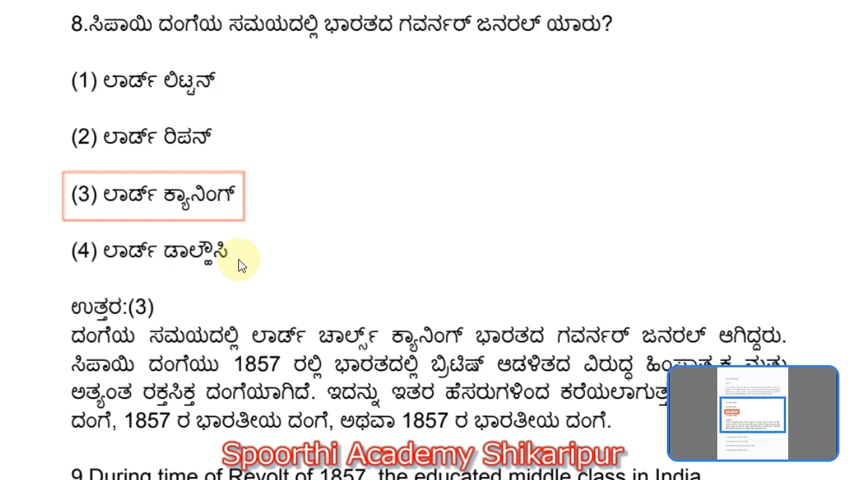 8.ಸಿಪಾಯಿ ದಂಗೆಯ ಸಮಯದಲ್ಲಿ ಭಾರತದ ಗವರ್ನರ್ ಜನರಲ್ ಯಾರು?
(1) ಲಾರ್ಡ್ ಲಿಟ್ಟನ್
(2) ಲಾರ್ಡ್ ರಿಪನ್
(3) ಲಾರ್ಡ್ ಕ್ಯಾನಿಂಗ್
(4) ಲಾರ್ಡ್ ಡಾಲ್ಹೌಸಿ
ಉತ್ತರ:(3)
ದಂಗೆಯ ಸಮಯದಲ್ಲಿ ಲಾರ್ಡ್ ಚಾರ್ಲ್ಸ್ ಕ್ಯಾನಿಂಗ್ ಭಾರತದ ಗವರ್ನರ್ ಜನರಲ್ ಆಗಿದ್ದರು.
ಸಿಪಾಯಿ ದಂಗೆಯು 1857 ರಲ್ಲಿ ಭಾರತದಲ್ಲಿ ಬ್ರಿಟಿಷ್ ಆಡಳಿತದ ವಿರುದ್ಧ
ಅತ್ಯಂತ ರಕ್ತಸಿಕ್ತ ದಂಗೆಯಾಗಿದೆ. ಇದನ್ನು ಇತರ ಹೆಸರುಗಳಿಂದ
ದಂಗೆ, 1857 ರ ಭಾರತೀಯ ದಂಗೆ, ಅಥವಾ 1857 ರ ಭಾರತೀಯ ದಂಗೆ.
Spoorthi Academy Shikaripur
9.During time of Revolt of 1857, the educated middle class in India